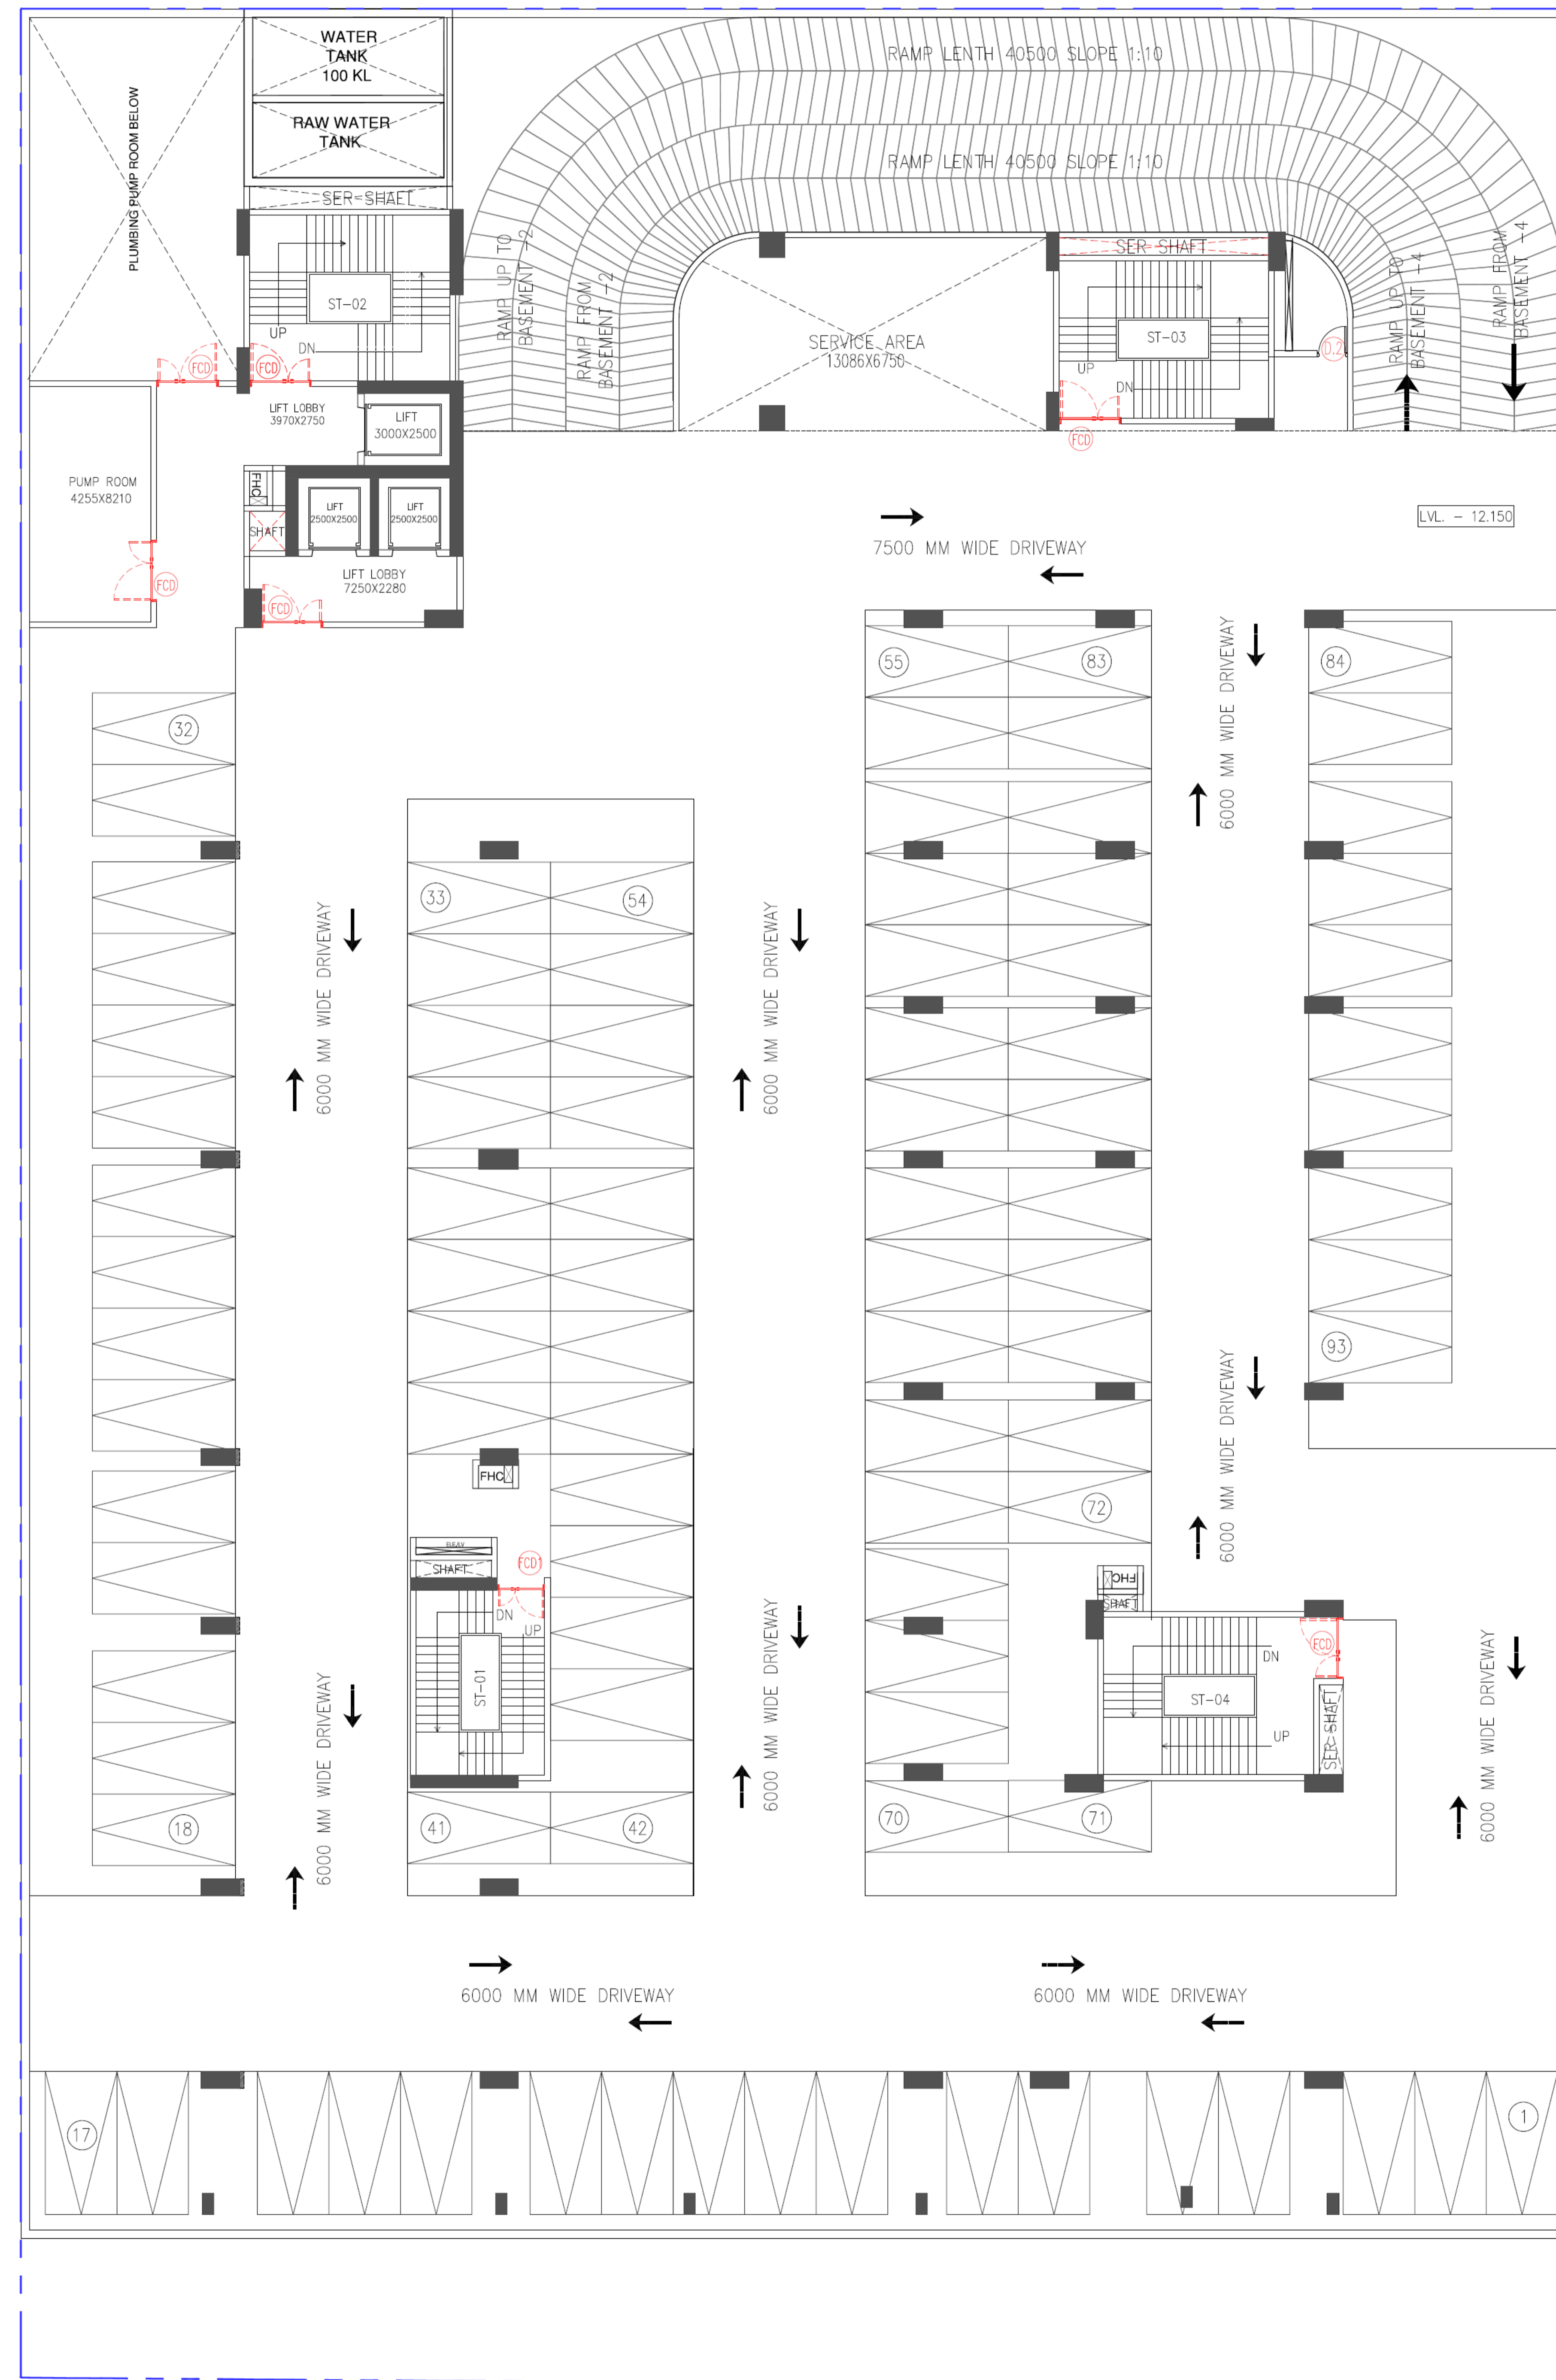 WATER
TANK
100 KL
RAW WATER
TANK
SER-SHAFT
PLUMBING PUMP ROOM BELOW
RAMP LENTH 40500 SLOPE 1:10
RAMP LENTH 40500 SLOPE 1:10
RAMP UP TO
BASEMENT -2
RAMP FROM
BASEMENT -2
SERVICE AREA
13086X6750
SER-SHAFT
ST-03
UP
DN
FCD
D.2
RAMP UP TO
BASEMENT -4
RAMP FROM
BASEMENT -4
ST-02
UP
DN
FCD
FCD
LIFT LOBBY
3970X2750
LIFT
3000X2500
PUMP ROOM
4255X8210
FHC
SHAFT
LIFT
2500X2500
LIFT
2500X2500
FCD
LIFT LOBBY
7250X2280
FCD
LVL. - 12.150
7500 MM WIDE DRIVEWAY
55
83
6000 MM WIDE DRIVEWAY
84
32
33
54
6000 MM WIDE DRIVEWAY
6000 MM WIDE DRIVEWAY
93
6000 MM WIDE DRIVEWAY
FHC
72
SHAFT
FCD1
DN
UP
ST-01
FHC
SHAFT
FCD
DN
ST-04
UP
SER-SHAFT
6000 MM WIDE DRIVEWAY
6000 MM WIDE DRIVEWAY
6000 MM WIDE DRIVEWAY
18
41
42
70
71
6000 MM WIDE DRIVEWAY
6000 MM WIDE DRIVEWAY
17
1